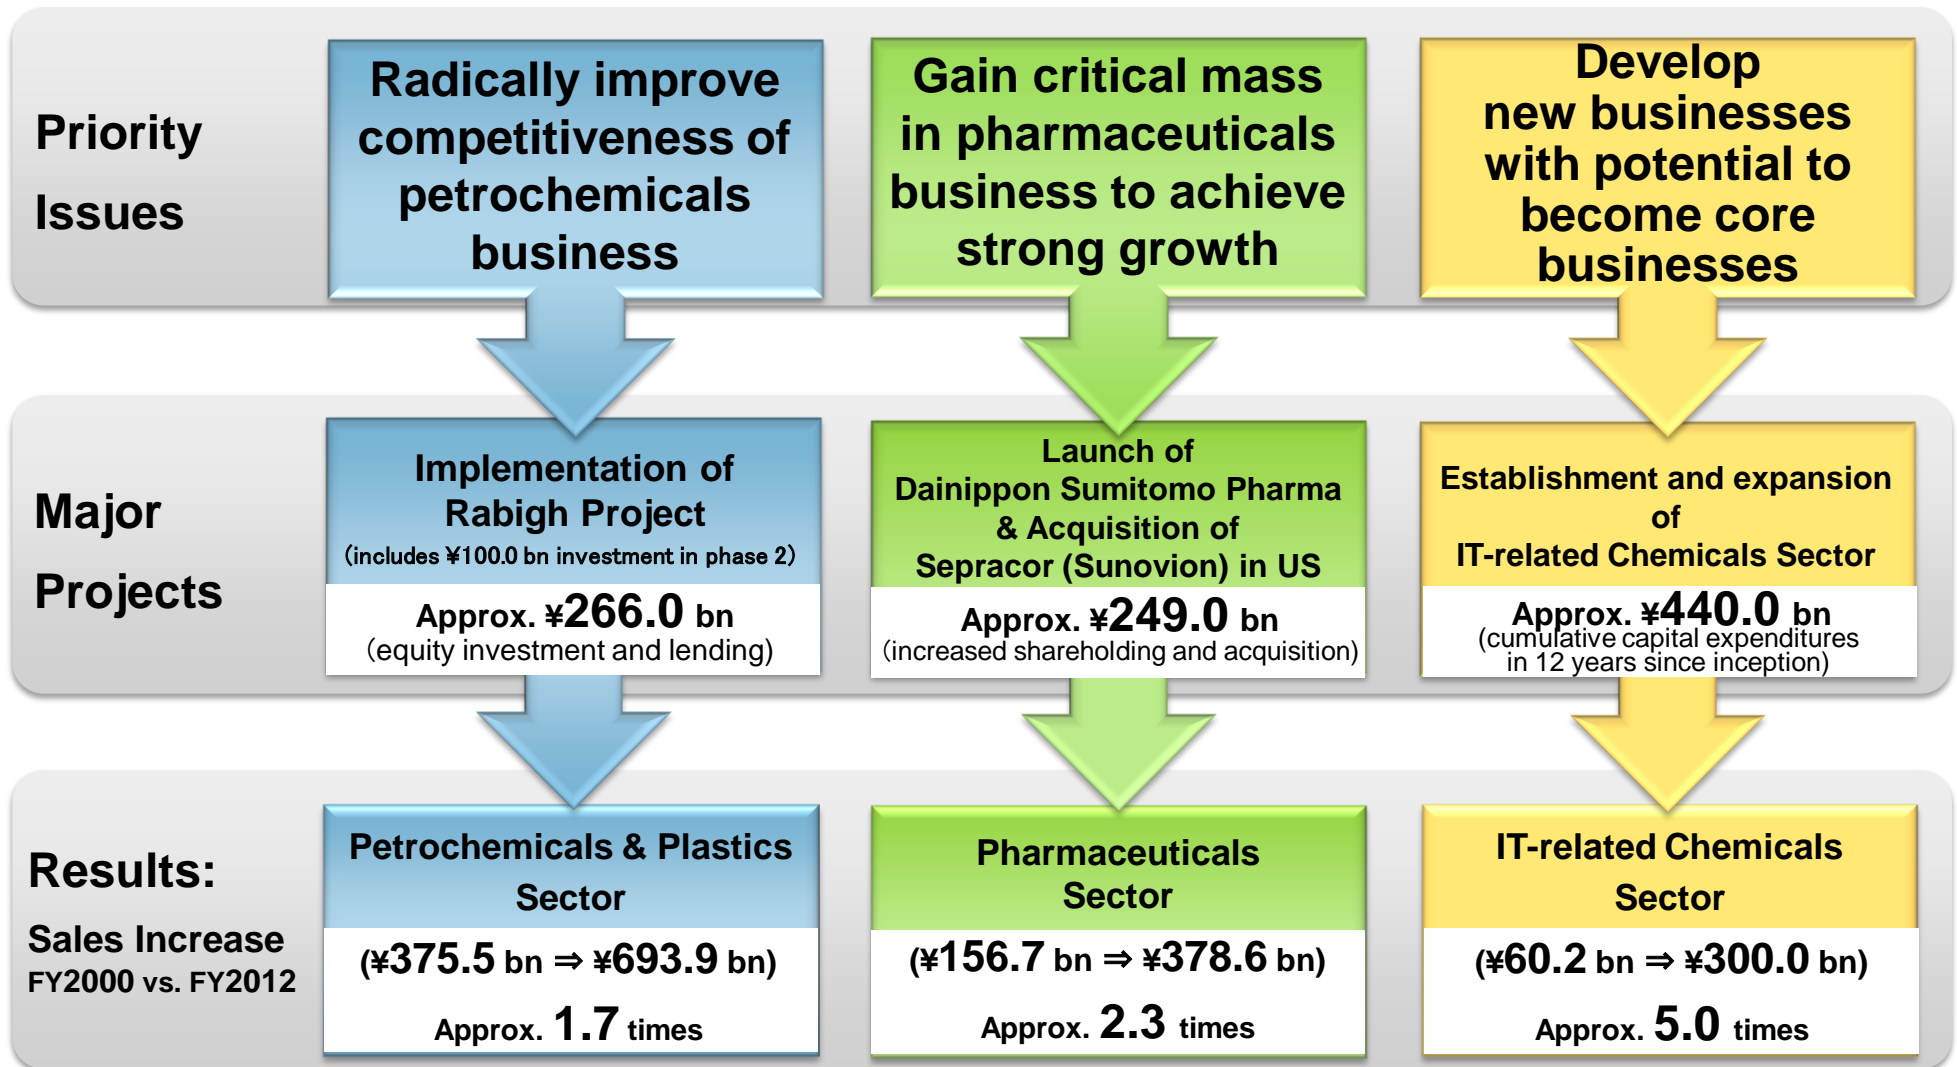 Priority
Issues
Radically improve
competitiveness of
petrochemicals
business
Gain critical mass
in pharmaceuticals
business to achieve
strong growth
Develop
new businesses
with potential to
become core
businesses
Major
Projects
Implementation of
Rabigh Project
(includes ¥100.0 bn investment in phase 2)
Approx. ¥266.0 bn
(equity investment and lending)
Launch of
Dainippon Sumitomo Pharma
& Acquisition of
Sepracor (Sunovion) in US
Approx. ¥249.0 bn
(increased shareholding and acquisition)
Establishment and expansion
of
IT-related Chemicals Sector
Approx. ¥440.0 bn
(cumulative capital expenditures
in 12 years since inception)
Results:
Sales Increase
FY2000 vs. FY2012
Petrochemicals & Plastics
Sector
(¥375.5 bn ⇒ ¥693.9 bn)
Approx. 1.7 times
Pharmaceuticals
Sector
(¥156.7 bn ⇒ ¥378.6 bn)
Approx. 2.3 times
IT-related Chemicals
Sector
(¥60.2 bn ⇒ ¥300.0 bn)
Approx. 5.0 times